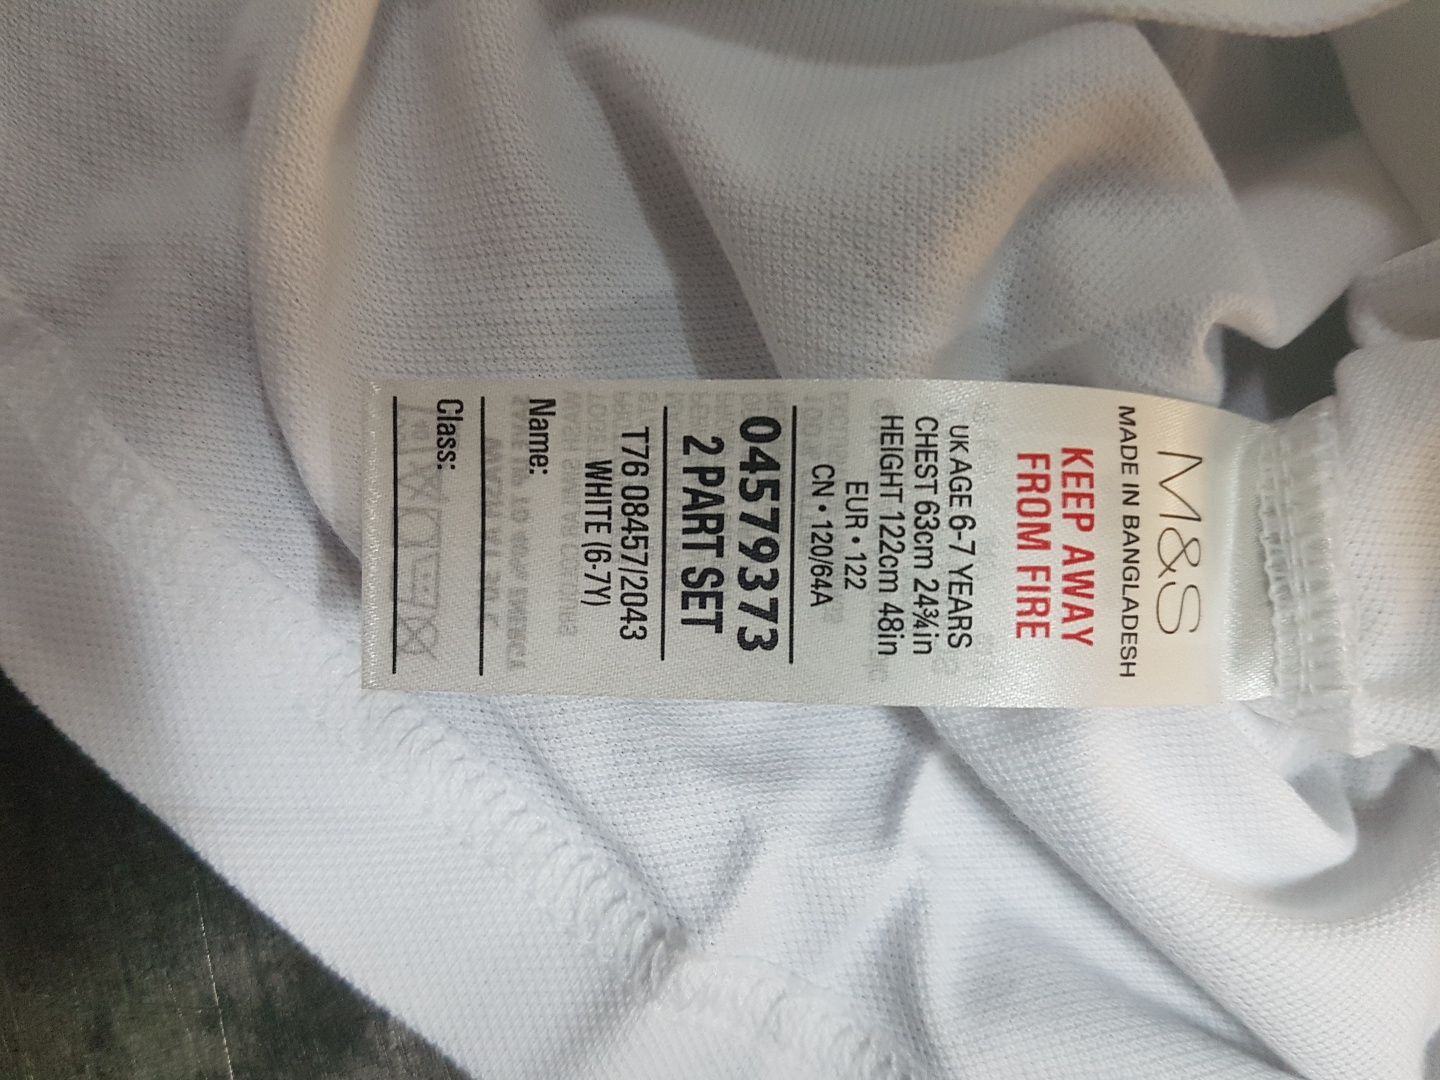 M&S
MADE IN BANGLADESH
KEEP AWAY
FROM FIRE
UK AGE 6-7 YEARS
CHEST 63cm 24¾in
HEIGHT 122cm 48in
EUR • 122
CN • 120/64A
04579373
2 PART SET
T76 08457/2043
WHITE (6-7Y)
Name:
Class: